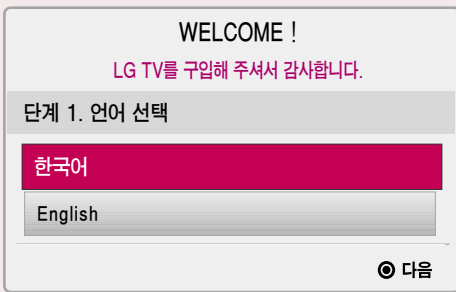 WELCOME !
LG TV를 구입해 주셔서 감사합니다.
단계 1. 언어 선택
한국어
English
◉ 다음